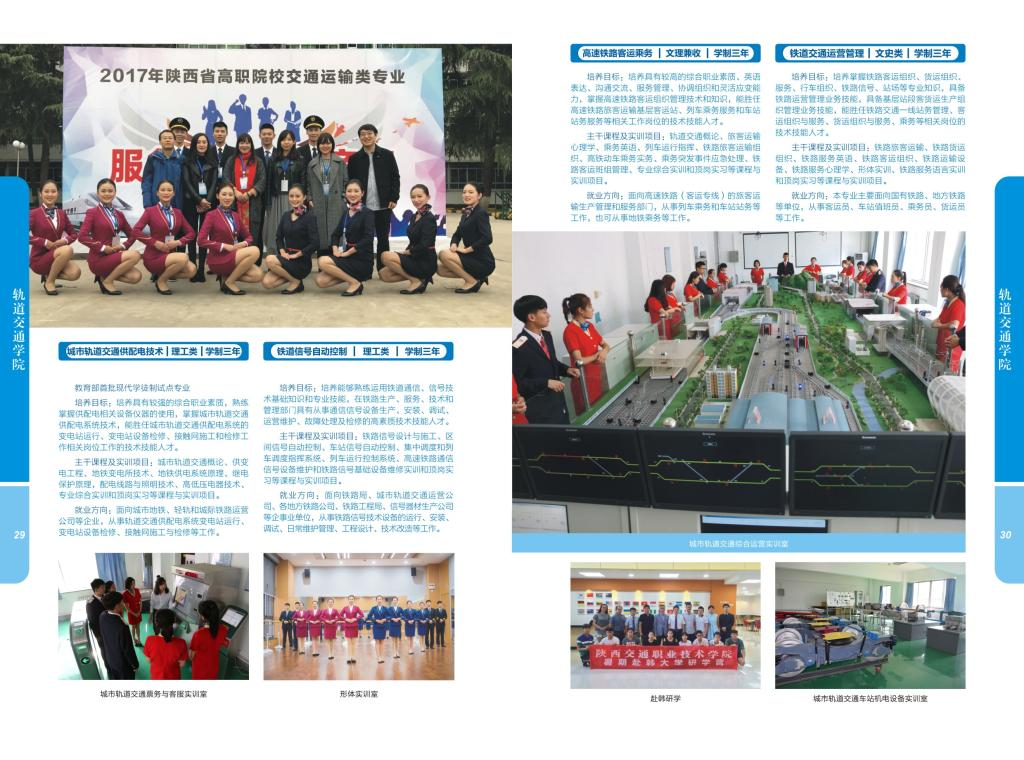 2017年陕西省高职院校交通运输类专业
服
轨道交通学院
29
城市轨道交通供配电技术｜理工类｜学制三年
教育部首批现代学徒制试点专业
培养目标：培养具有较强的综合职业素质，熟练
掌握供配电相关设备仪器的使用，掌握城市轨道交通
供配电系统技术，能胜任城市轨道交通供配电系统的
变电站运行、变电站设备检修、接触网施工和检修工
作相关岗位工作的技术技能人才。
主干课程及实训项目：城市轨道交通概论、供变
电工程、地铁变电所技术、地铁供电系统原理、继电
保护原理，配电线路与照明技术、高低压电器技术、
专业综合实训和顶岗实习等课程与实训项目。
就业方向：面向城市地铁、轻轨和城际铁路运营
公司等企业，从事轨道交通供配电系统变电站运行、
变电站设备检修、接触网施工与检修等工作。
铁道信号自动控制 ｜ 理工类 ｜ 学制三年
培养目标：培养能够熟练运用铁道通信、信号技
术基础知识和专业技能，在铁路生产、服务、技术和
管理部门具有从事通信信号设备生产、安装、调试、
运营维护、故障处理及检修的高素质技术技能人才。
主干课程及实训项目：铁路信号设计与施工、区
间信号自动控制、车站信号自动控制、集中调度和列
车调度指挥系统、列车运行控制系统、高速铁路通信
信号设备维护和铁路信号基础设备维修实训和顶岗实
习等课程与实训项目。
就业方向：面向铁路局、城市轨道交通运营公
司、各地方铁路公司、铁路工程局、信号器材生产公司
等企事业单位，从事铁路信号技术设备的运行、安装、
调试、日常维护管理、工程设计、技术改造等工作。
城市轨道交通票务与客服实训室
形体实训室
高速铁路客运乘务 ｜ 文理兼收 ｜ 学制三年
培养目标：培养具有较高的综合职业素质、英语
表达、沟通交流、服务管理、协调组织和灵活应变能
力，掌握高速铁路客运组织管理技术和知识，能胜任
高速铁路旅客运输基层客运站、列车乘务服务和车站
站务服务等相关工作岗位的技术技能人才。
主干课程及实训项目：轨道交通概论、旅客运输
心理学、乘务英语、列车运行指挥、铁路旅客运输组
织、高铁动车乘务实务、乘务突发事件应急处理、铁
路客运班组管理、专业综合实训和顶岗实习等课程与
实训项目。
就业方向：面向高速铁路（客运专线）的旅客运
输生产管理和服务部门，从事列车乘务和车站站务等
工作，也可从事地铁乘务等工作。
轨道交通运营管理 ｜ 文史类 ｜ 学制三年
培养目标：培养掌握铁路客运组织、货运组织、
服务、行车组织、铁路信号、站场等专业知识，具备
铁路运营管理业务技能，具备基层站段客货运生产组
织管理业务技能，能胜任铁路交通一线站务管理、客
运组织与服务、货运组织与服务、乘务等相关岗位的
技术技能人才。
主干课程及实训项目：铁路旅客运输、铁路货运
组织、铁路服务英语、铁路客运组织、铁路运输设
备、铁路服务心理学、形体实训、铁路服务语言实训
和顶岗实习等课程与实训项目。
就业方向：本专业主要面向国有铁路、地方铁路
等单位，从事客运员、车站值班员、乘务员、货运员
等工作。
城市轨道交通综合运营实训室
陕西交通职业技术学院
暑期赴韩大学研学营
赴韩研学
城市轨道交通车站机电设备实训室
轨道交通学院
30